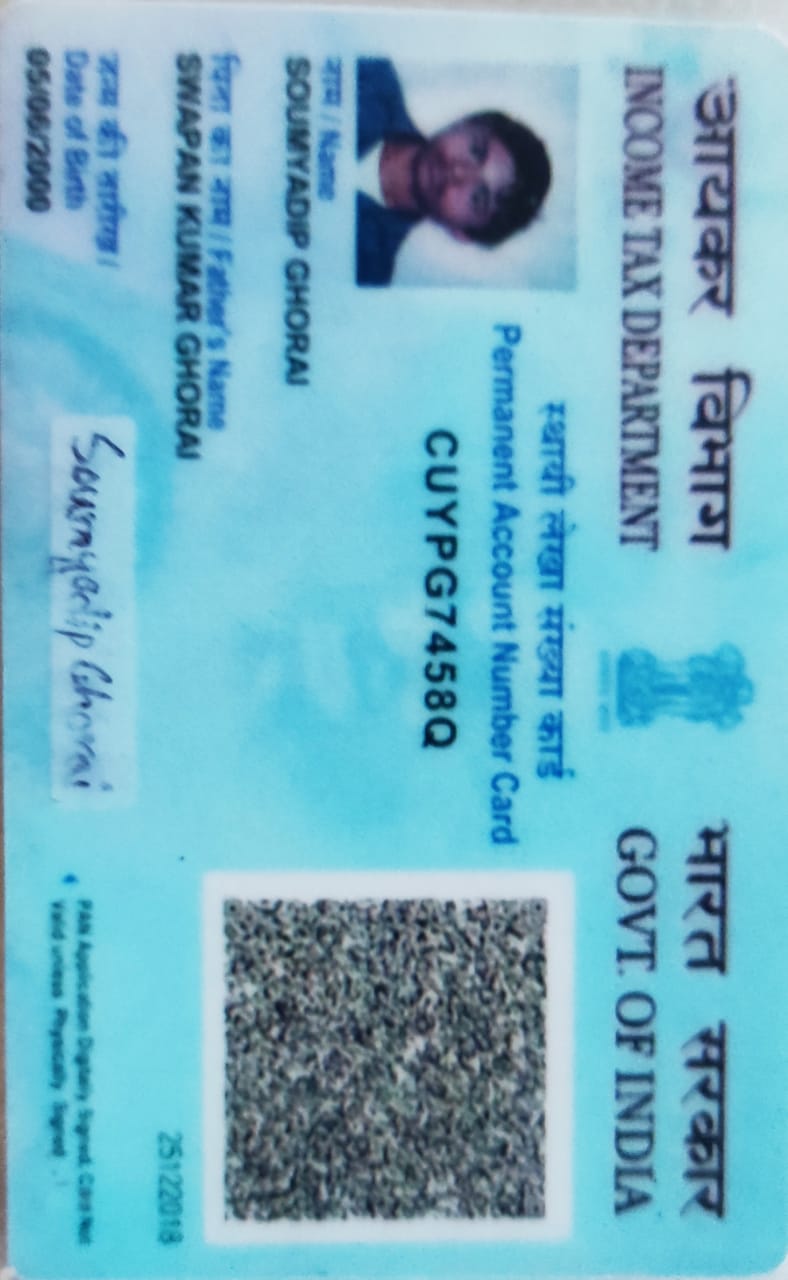 आयकर विभाग
INCOME TAX DEPARTMENT
भारत सरकार
GOVT. OF INDIA
स्थायी लेखा संख्या कार्ड
Permanent Account Number Card
CUYPG7458Q
नाम / Name
SOUMYADIP GHORAI
पिता का नाम / Father's Name
SWAPAN KUMAR GHORAI
जन्म की तारीख /
Date of Birth
05/06/2000
Soumyadip Ghorai
25122018
PAN Application Digitally Signed, Card Not
Valid unless Physically Signed